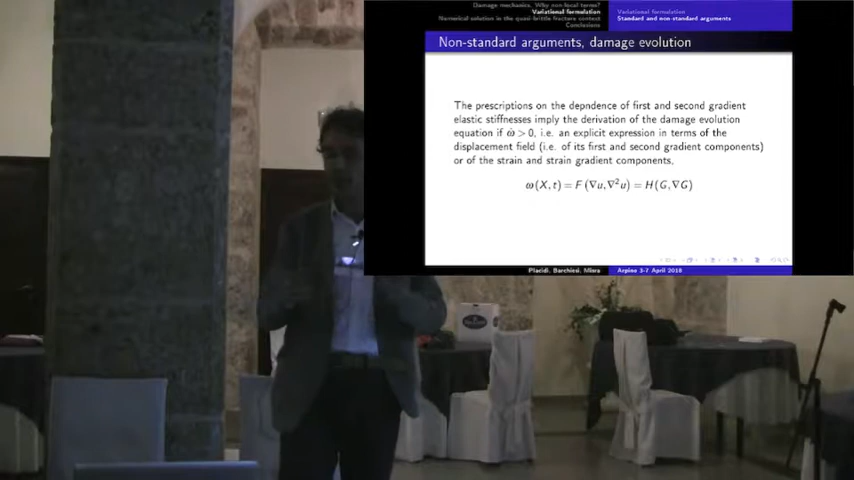 Damage mechanics. Why non-local terms?
Variational formulation
Numerical solution in the quasi-brittle fracture context
Conclusions
Variational formulation
Standard and non-standard arguments
Non-standard arguments, damage evolution
The prescriptions on the depndence of first and second gradient
elastic stiffnesses imply the derivation of the damage evolution
equation if ω̇ > 0, i.e. an explicit expression in terms of the
displacement field (i.e. of its first and second gradient components)
or of the strain and strain gradient components,
ω(X,t) = F (∇u,∇²u) = H(G,∇G)
Placidi, Barchiesi, Misra
Arpino 3-7 April 2018